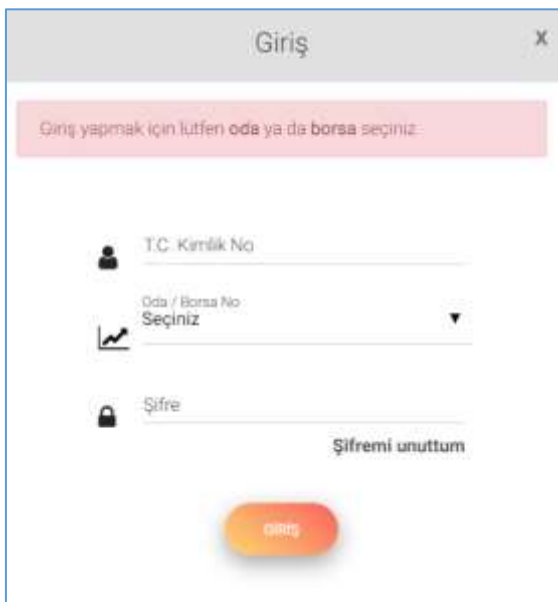 Giriş
X
Giriş yapmak için lütfen oda ya da borsa seçiniz
T.C. Kimlik No
Oda / Borsa No
Seçiniz
Şifre
Şifremi unuttum
GİRİŞ